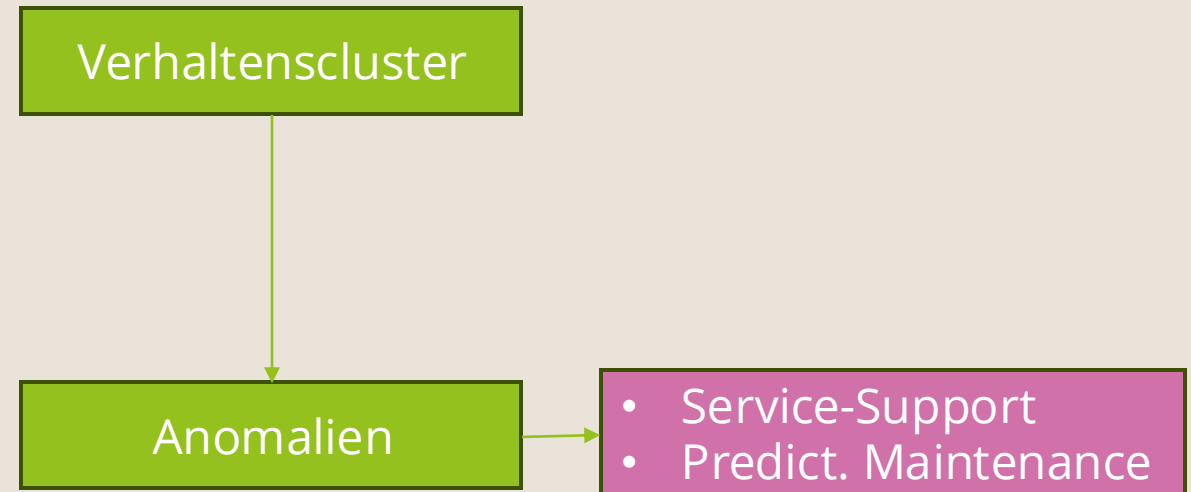 Verhaltenscluster
Anomalien
• Service-Support
• Predict. Maintenance